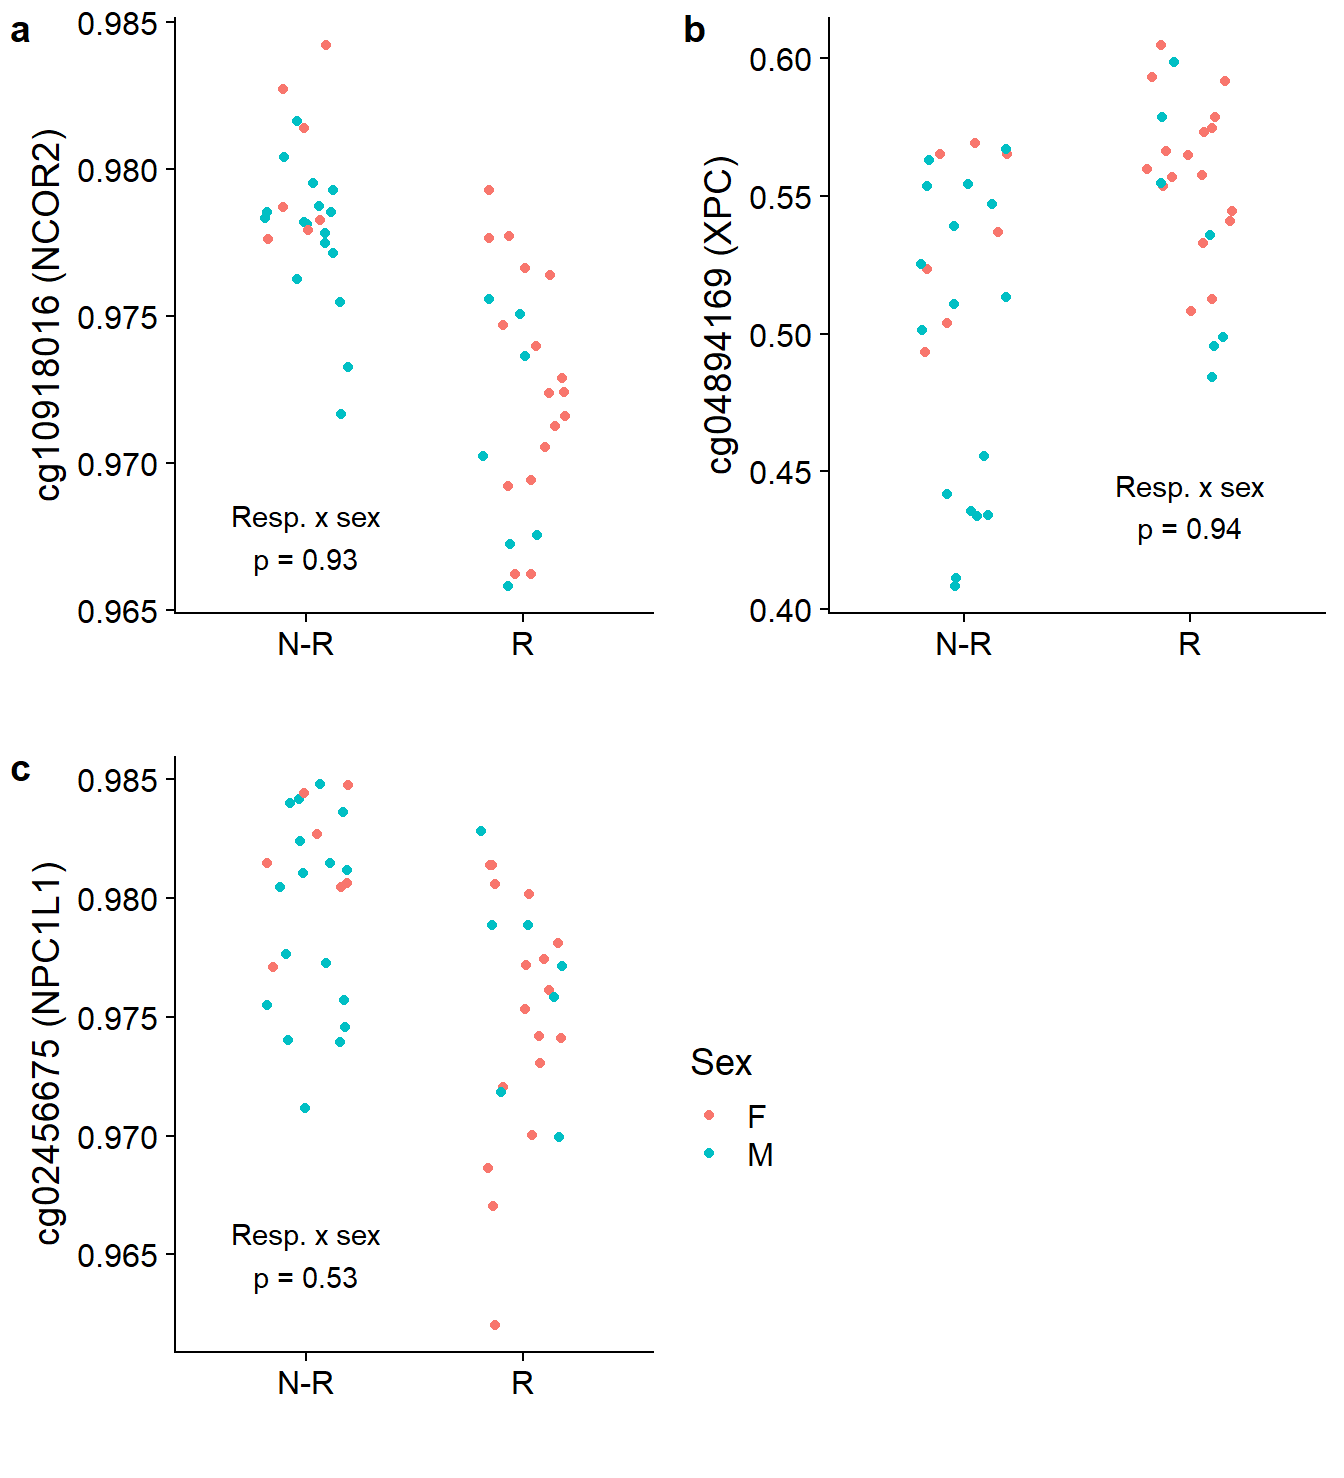 a
cg10918016 (NCOR2)
0.985
0.980
0.975
0.970
0.965
Resp. x sex
p = 0.93
N-R
R
b
cg04894169 (XPC)
0.60
0.55
0.50
0.45
0.40
Resp. x sex
p = 0.94
N-R
R
c
cg02456675 (NPC1L1)
0.985
0.980
0.975
0.970
0.965
Resp. x sex
p = 0.53
N-R
R
Sex
F
M